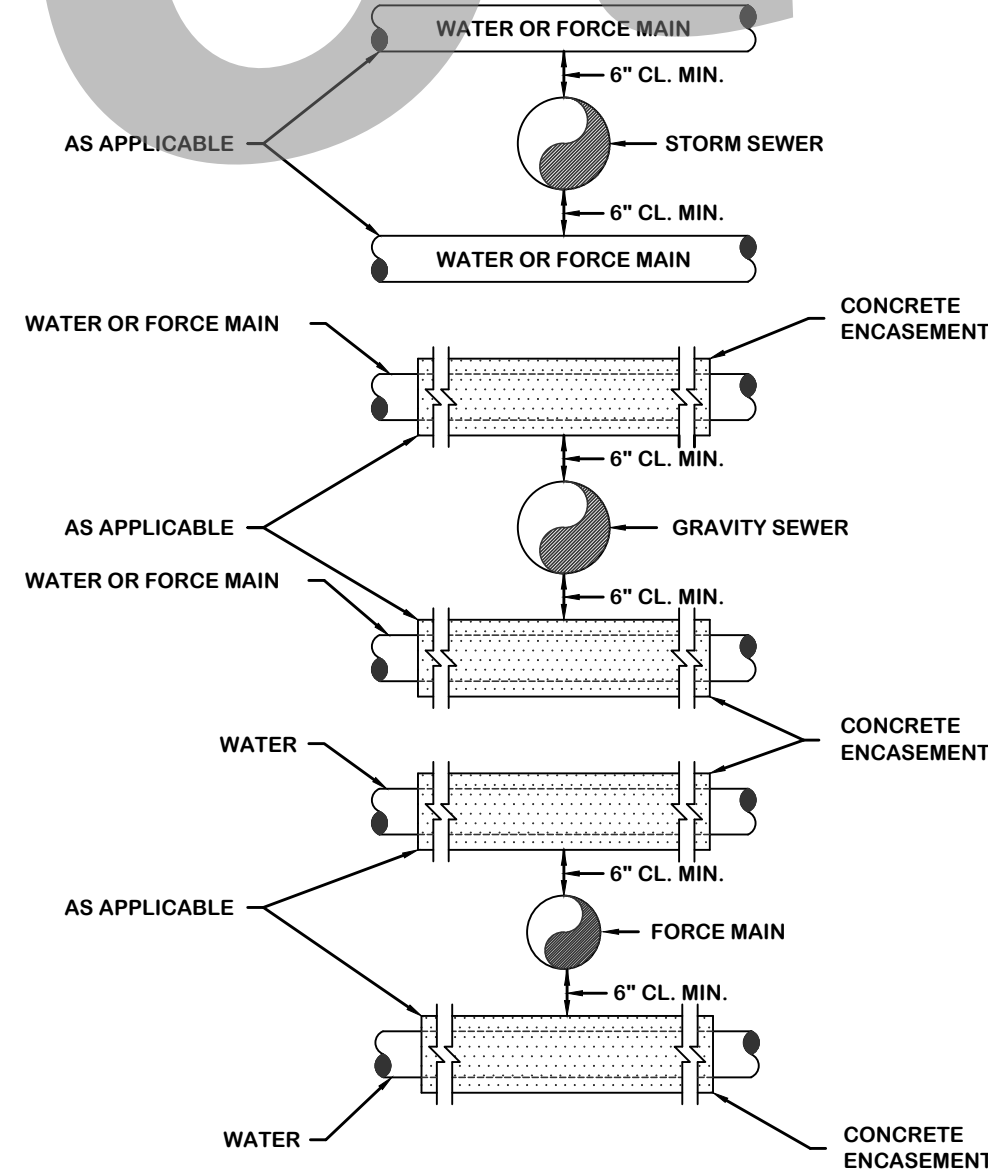 WATER OR FORCE MAIN
6" CL. MIN.
AS APPLICABLE
STORM SEWER
6" CL. MIN.
WATER OR FORCE MAIN
WATER OR FORCE MAIN
CONCRETE
ENCASEMENT
6" CL. MIN.
AS APPLICABLE
GRAVITY SEWER
WATER OR FORCE MAIN
6" CL. MIN.
WATER
CONCRETE
ENCASEMENT
6" CL. MIN.
AS APPLICABLE
FORCE MAIN
6" CL. MIN.
WATER
CONCRETE
ENCASEMENT